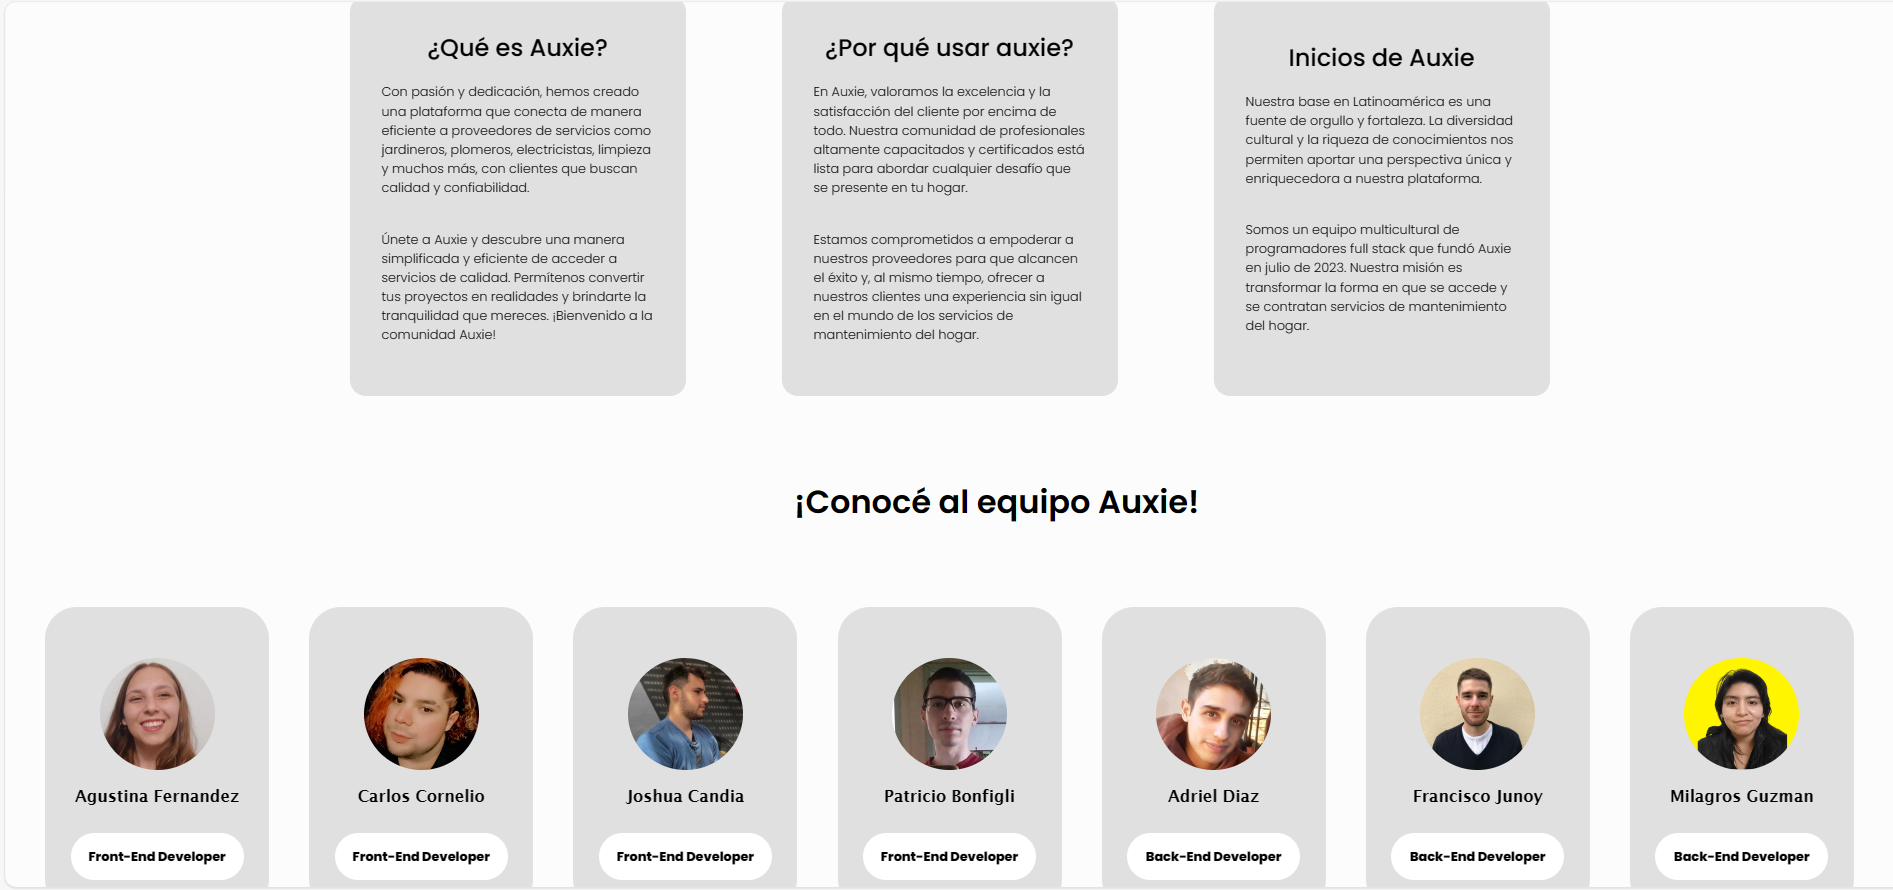 ¿Qué es Auxie?
Con pasión y dedicación, hemos creado
una plataforma que conecta de manera
eficiente a proveedores de servicios como
jardineros, plomeros, electricistas, limpieza
y muchos más, con clientes que buscan
calidad y confiabilidad.
Únete a Auxie y descubre una manera
simplificada y eficiente de acceder a
servicios de calidad. Permítenos convertir
tus proyectos en realidades y brindarte la
tranquilidad que mereces. ¡Bienvenido a la
comunidad Auxie!
¿Por qué usar auxie?
En Auxie, valoramos la excelencia y la
satisfacción del cliente por encima de
todo. Nuestra comunidad de profesionales
altamente capacitados y certificados está
lista para abordar cualquier desafío que
se presente en tu hogar.
Estamos comprometidos a empoderar a
nuestros proveedores para que alcancen
el éxito y, al mismo tiempo, ofrecer a
nuestros clientes una experiencia sin igual
en el mundo de los servicios de
mantenimiento del hogar.
Inicios de Auxie
Nuestra base en Latinoamérica es una
fuente de orgullo y fortaleza. La diversidad
cultural y la riqueza de conocimientos nos
permiten aportar una perspectiva única y
enriquecedora a nuestra plataforma.
Somos un equipo multicultural de
programadores full stack que fundó Auxie
en julio de 2023. Nuestra misión es
transformar la forma en que se accede y
se contratan servicios de mantenimiento
del hogar.
¡Conocé al equipo Auxie!
Agustina Fernandez
Front-End Developer
Carlos Cornelio
Front-End Developer
Joshua Candia
Front-End Developer
Patricio Bonfigli
Front-End Developer
Adriel Diaz
Back-End Developer
Francisco Junoy
Back-End Developer
Milagros Guzman
Back-End Developer